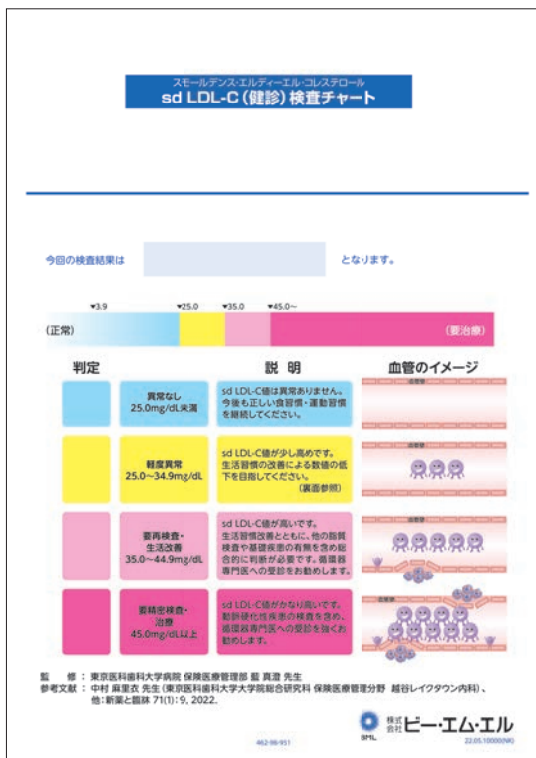 スモールデンス・エルディーエル・コレステロール
sd LDL-C(健診)検査チャート
今回の検査結果は となります。
▼3.9 ▼25.0 ▼35.0 ▼45.0~
(正常) (要治療)
判定 説 明 血管のイメージ
異常なし
25.0mg/dL未満
sd LDL-C値は異常ありません。
今後も正しい食習慣・運動習慣
を継続してください。
軽度異常
25.0~34.9mg/dL
sd LDL-C値が少し高めです。
生活習慣の改善による数値の低
下を目指してください。
(裏面参照)
要再検査・
生活改善
35.0~44.9mg/dL
sd LDL-C値が高いです。
生活習慣改善とともに、他の脂質
検査や基礎疾患の有無を含め総
合的に判断が必要です。循環器
専門医への受診をお勧めします。
要精密検査・
治療
45.0mg/dL以上
sd LDL-C値がかなり高いです。
動脈硬化性疾患の検査を含め、
循環器専門医への受診を強くお
勧めします。
監 修 : 東京医科歯科大学病院 保険医療管理部 藍 真澄 先生
参考文献 : 中村 麻里衣 先生(東京医科歯科大学大学院総合研究科 保険医療管理分野 越谷レイクタウン内科)、
他:新薬と臨牀 71(1):9, 2022.
BML 株式会社 ビー・エム・エル
462-98-951
22.05.10000(NK)